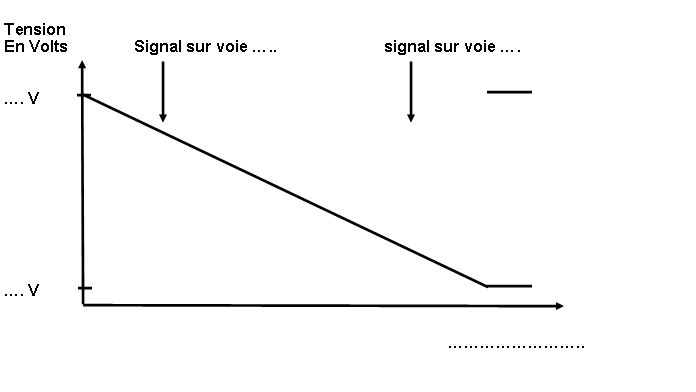 Tension
En Volts
Signal sur voie .....
signal sur voie ....
.... V
.... V
.........................